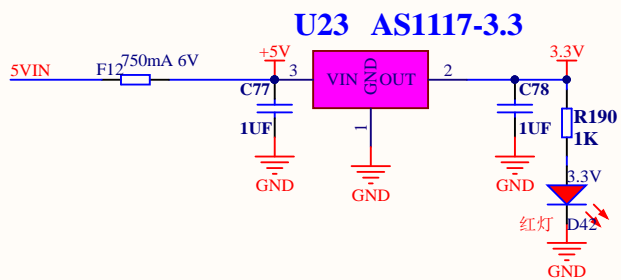 U23 AS1117-3.3
5VIN
F12
750mA 6V
+5V
3
VIN
GND
OUT
2
3.3V
C77
1UF
1
C78
1UF
R190
1K
GND
GND
GND
3.3V
红灯
D42
GND